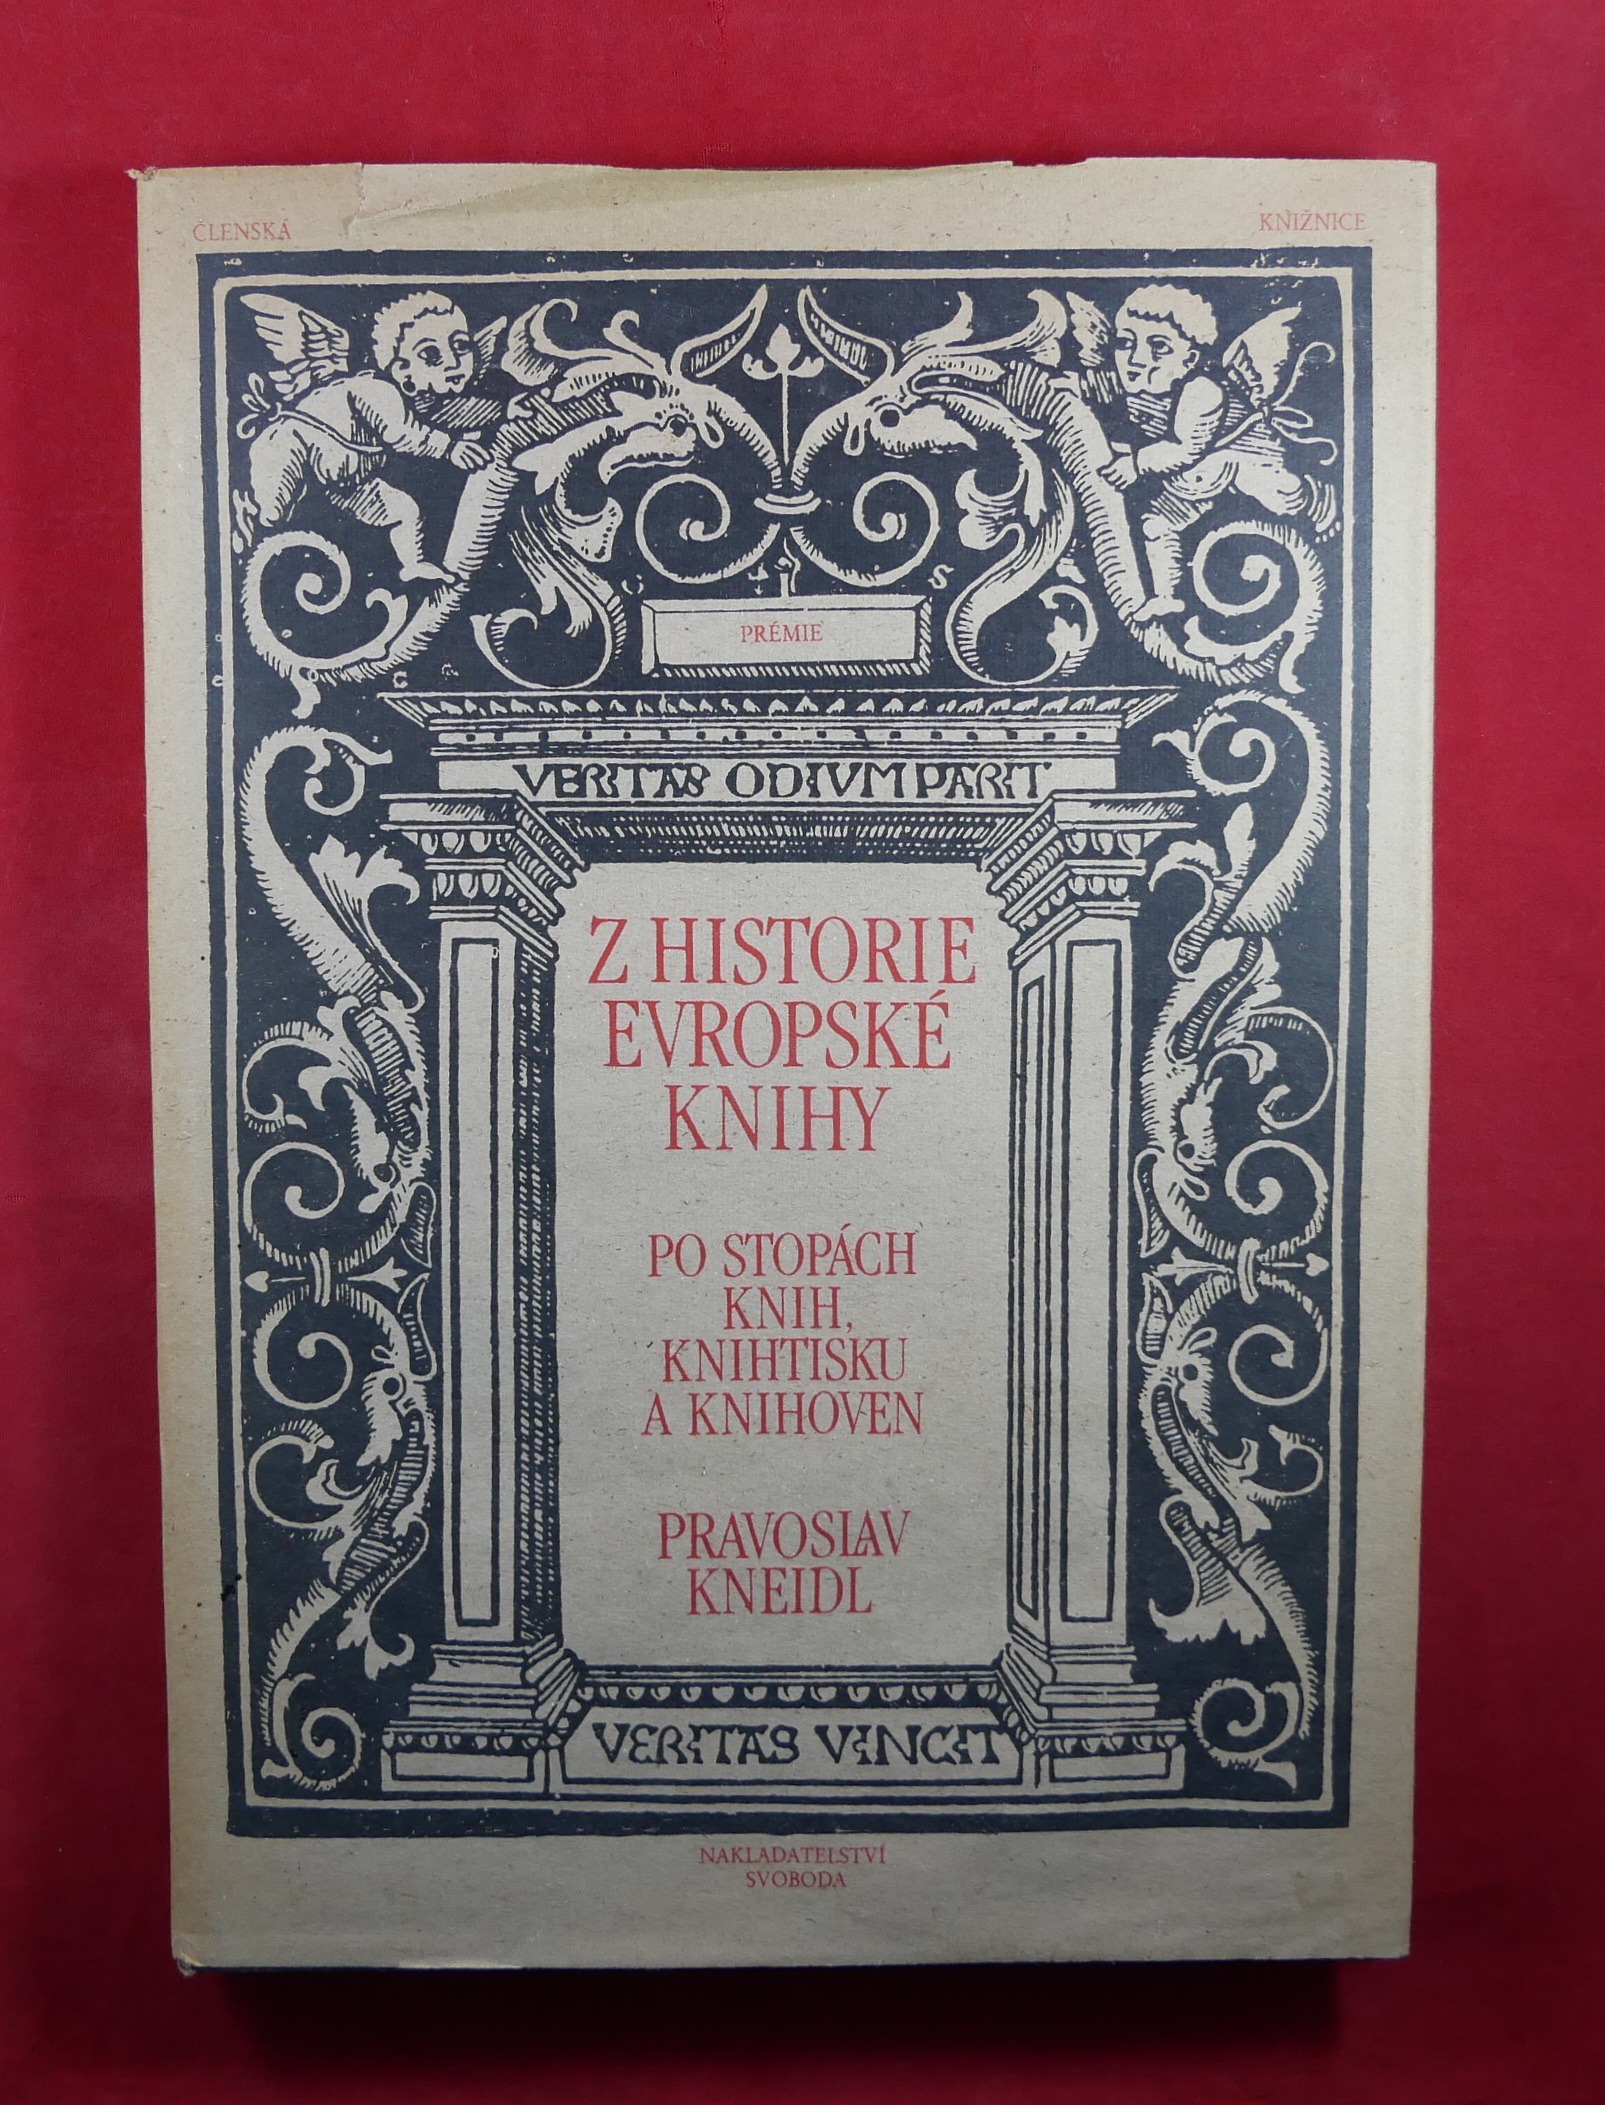 ČLENSKÁ KNIŽNICE
PRÉMIE
VERITAS ODIVM PARIT
Z HISTORIE
EVROPSKÉ
KNIHY
PO STOPÁCH
KNIH,
KNIHTISKU
A KNIHOVEN
PRAVOSLAV
KNEIDL
VERITAS VINCIT
NAKLADATELSTVÍ
SVOBODA